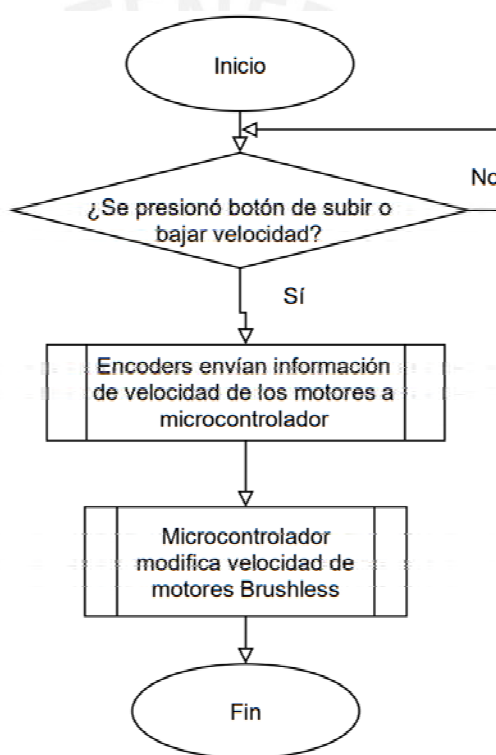 Inicio
¿Se presionó botón de subir o
bajar velocidad?
No
Sí
Encoders envían información
de velocidad de los motores a
microcontrolador
Microcontrolador
modifica velocidad de
motores Brushless
Fin